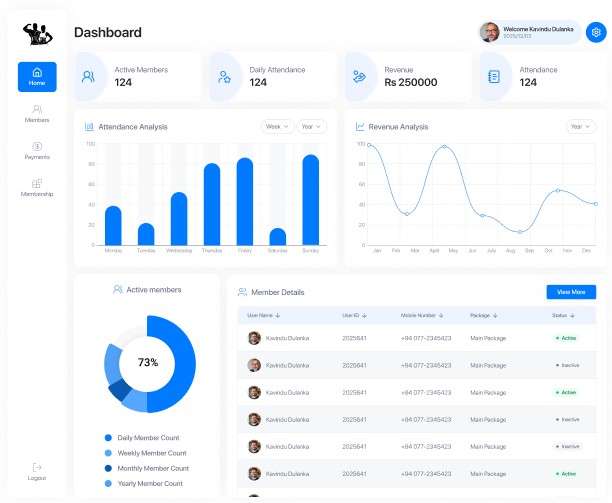 Dashboard
Welcome Kavindu Dulanka
2025/12/03
Home
Members
Payments
Membership
Logout
Active Members
124
Daily Attendance
124
Revenue
Rs 250000
Attendance
124
Attendance Analysis
Week
Year
100
80
60
40
20
0
Monday Tuesday Wednesday Thursday Friday Saturday Sunday
Revenue Analysis
Year
100
80
60
40
20
0
Jan Feb Mar April May Jun July Aug Sep Oct Nov Dec
Active members
73%
Daily Member Count
Weekly Member Count
Monthly Member Count
Yearly Member Count
Member Details
View More
User Name User ID Mobile Number Package Status
Kavindu Dulanka 2025641 +94 077-2345423 Main Package Active
Kavindu Dulanka 2025641 +94 077-2345423 Main Package Inactive
Kavindu Dulanka 2025641 +94 077-2345423 Main Package Active
Kavindu Dulanka 2025641 +94 077-2345423 Main Package Inactive
Kavindu Dulanka 2025641 +94 077-2345423 Main Package Inactive
Kavindu Dulanka 2025641 +94 077-2345423 Main Package Active